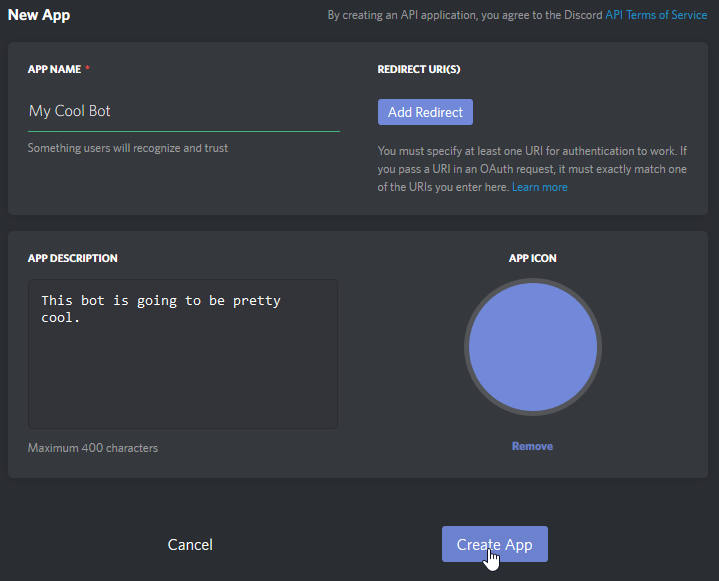 New App
By creating an API application, you agree to the Discord API Terms of Service
APP NAME *
My Cool Bot
Something users will recognize and trust
REDIRECT URI(S)
Add Redirect
You must specify at least one URI for authentication to work. If
you pass a URI in an OAuth request, it must exactly match one
of the URIs you enter here. Learn more
APP DESCRIPTION
This bot is going to be pretty
cool.
Maximum 400 characters
APP ICON
Remove
Cancel
Create App